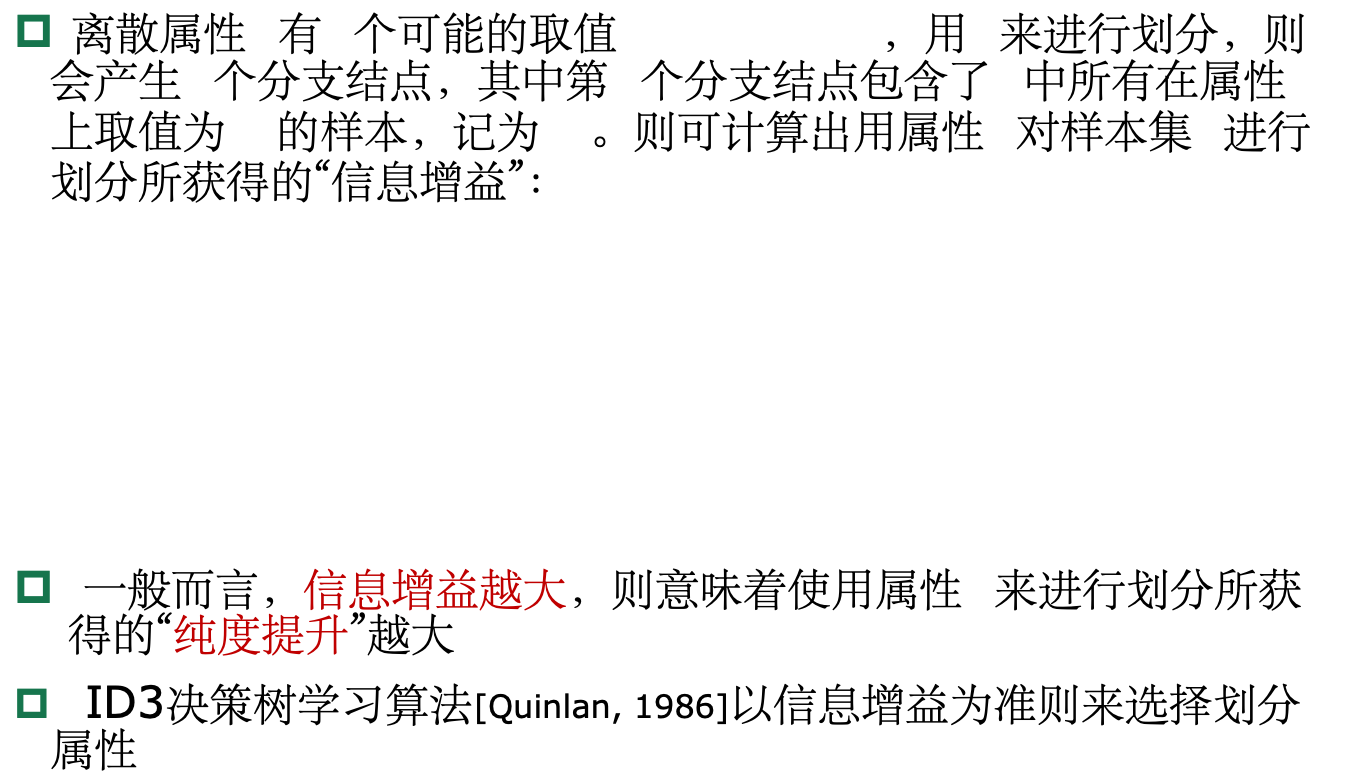 离散属性 有 个可能的取值 ，用 来进行划分，则
会产生 个分支结点，其中第 个分支结点包含了 中所有在属性
上取值为 的样本，记为 。则可计算出用属性 对样本集 进行
划分所获得的“信息增益”：
一般而言，信息增益越大，则意味着使用属性 来进行划分所获
得的“纯度提升”越大
ID3决策树学习算法[Quinlan, 1986]以信息增益为准则来选择划分
属性